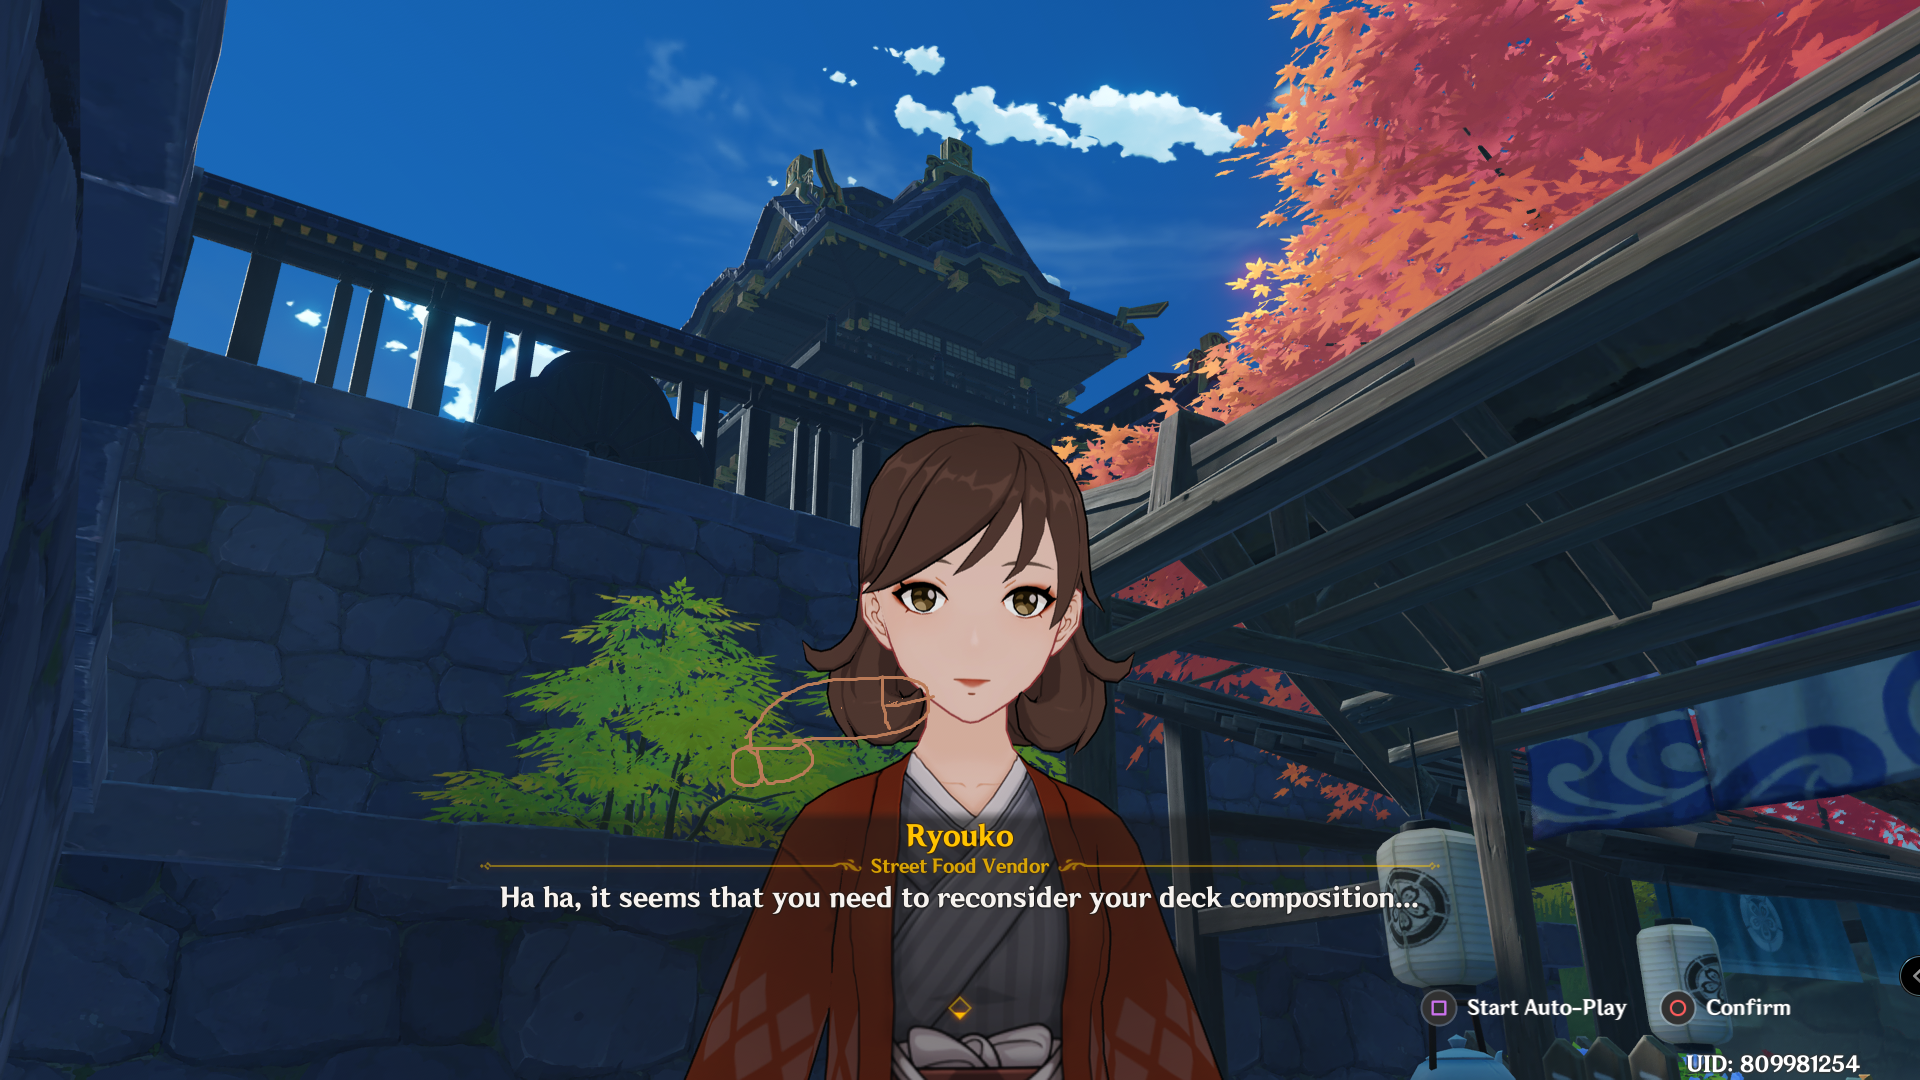 Ryouko
Street Food Vendor
Ha ha, it seems that you need to reconsider your deck composition...
Start Auto-Play
Confirm
UID: 809981254